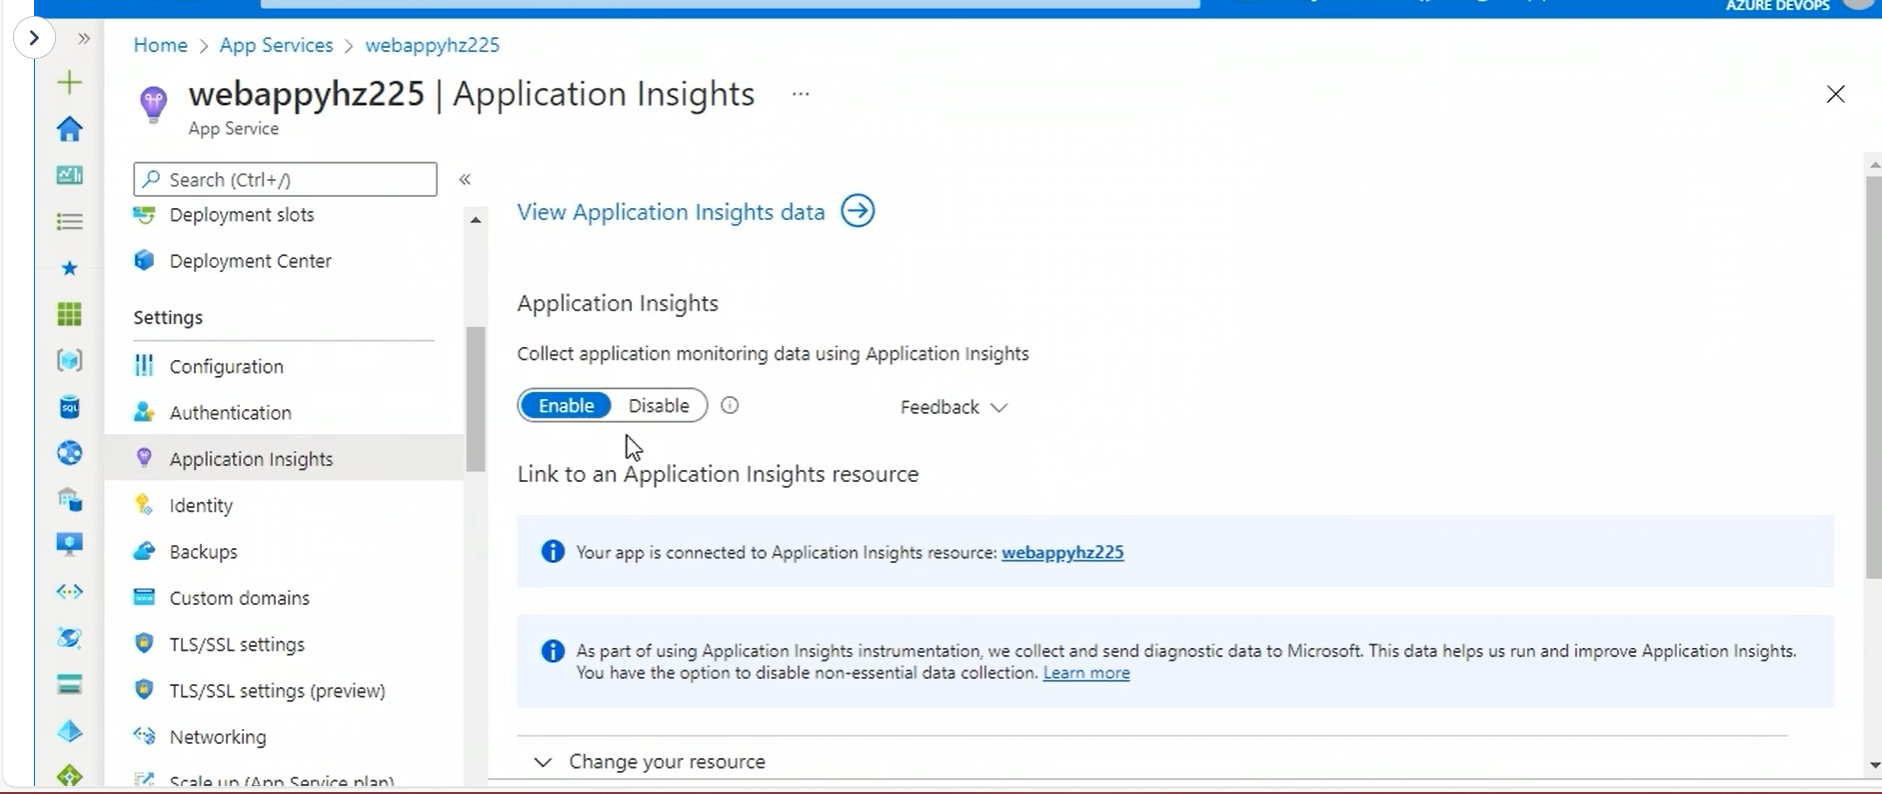 AZURE DEVOPS
Home > App Services > webappyhz225
webappyhz225 | Application Insights ...
App Service
Search (Ctrl+/)
Deployment slots
Deployment Center
Settings
Configuration
Authentication
Application Insights
Identity
Backups
Custom domains
TLS/SSL settings
TLS/SSL settings (preview)
Networking
Scale up (App Service plan)
View Application Insights data
Application Insights
Collect application monitoring data using Application Insights
Enable Disable Feedback
Link to an Application Insights resource
Your app is connected to Application Insights resource: webappyhz225
As part of using Application Insights instrumentation, we collect and send diagnostic data to Microsoft. This data helps us run and improve Application Insights.
You have the option to disable non-essential data collection. Learn more
Change your resource